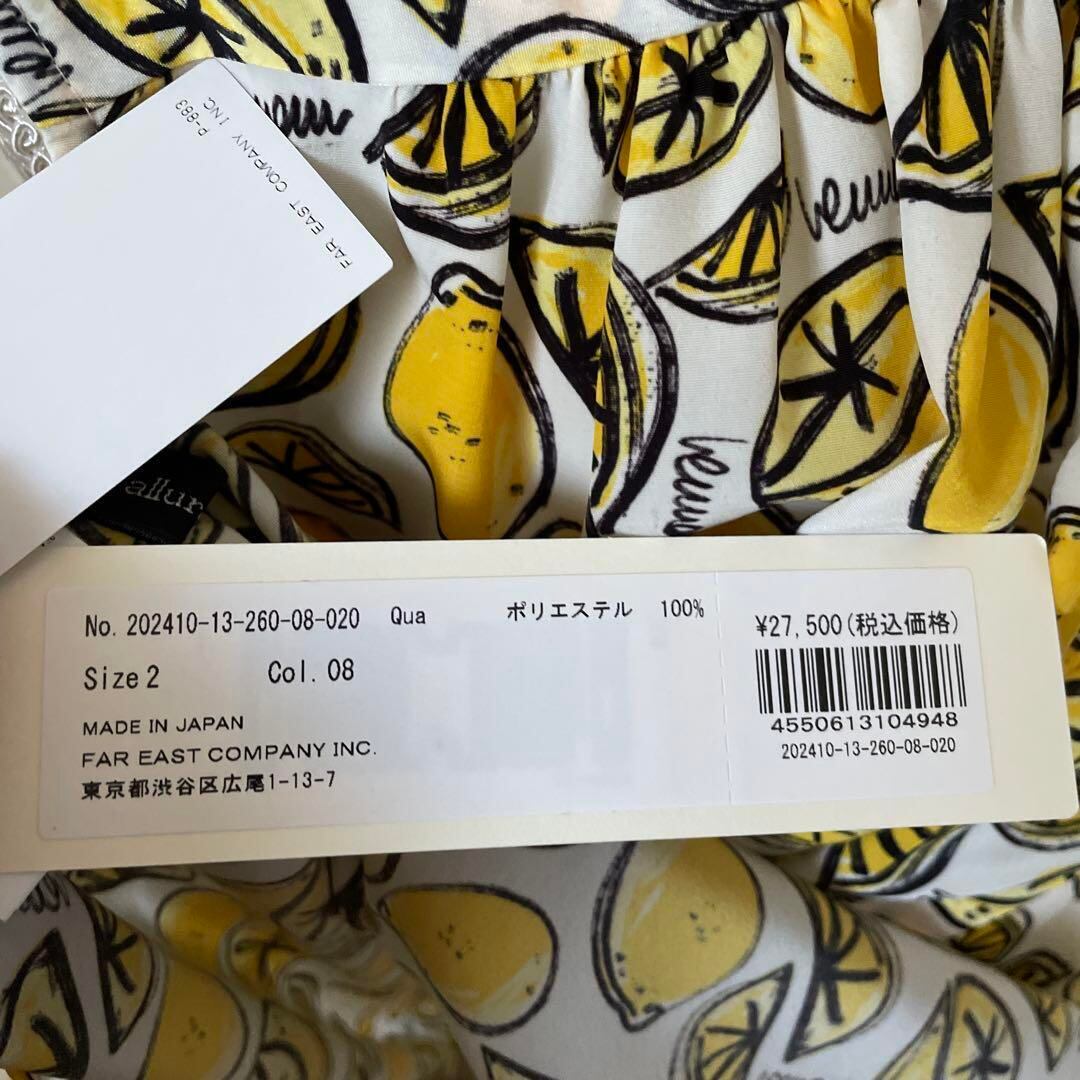 P-883
FAR EAST COMPANY INC.
allur
No. 202410-13-260-08-020 Qua ポリエステル 100%
Size 2 Col. 08
MADE IN JAPAN
FAR EAST COMPANY INC.
東京都渋谷区広尾1-13-7
¥27,500(税込価格)
4550613104948
202410-13-260-08-020